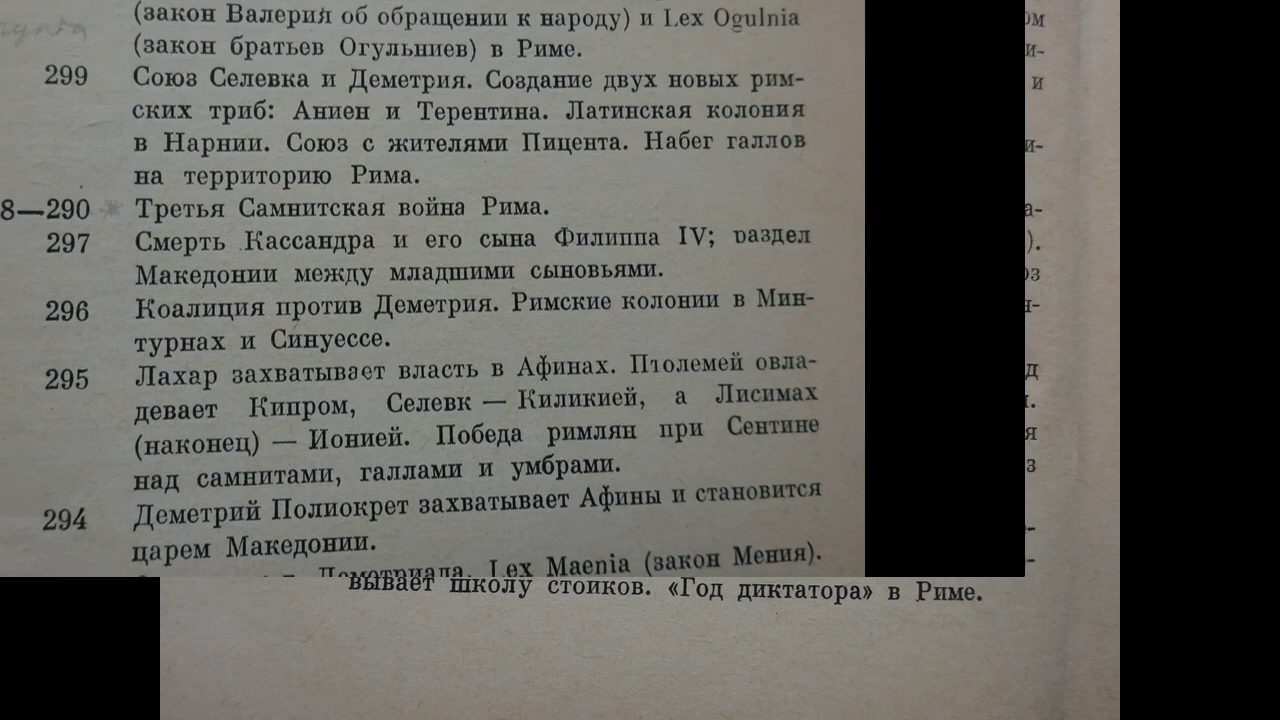 (закон Валерия об обращении к народу) и Lex Ogulnia
(закон братьев Огульниев) в Риме.
299 Союз Селевка и Деметрия. Создание двух новых рим-
ских триб: Аниен и Терентина. Латинская колония
в Нарнии. Союз с жителями Пицента. Набег галлов
на территорию Рима.
8—290 Третья Самнитская война Рима.
297 Смерть Кассандра и его сына Филиппа IV; раздел
Македонии между младшими сыновьями.
296 Коалиция против Деметрия. Римские колонии в Мин-
турнах и Синуессе.
295 Лахар захватывает власть в Афинах. Птолемей овла-
девает Кипром, Селевк — Киликией, а Лисимах
(наконец) — Ионией. Победа римлян при Сентине
над самнитами, галлами и умбрами.
294 Деметрий Полиокрет захватывает Афины и становится
царем Македонии.
Lex Maenia (закон Мения).
вывает школу стоиков. «Год диктатора» в Риме.